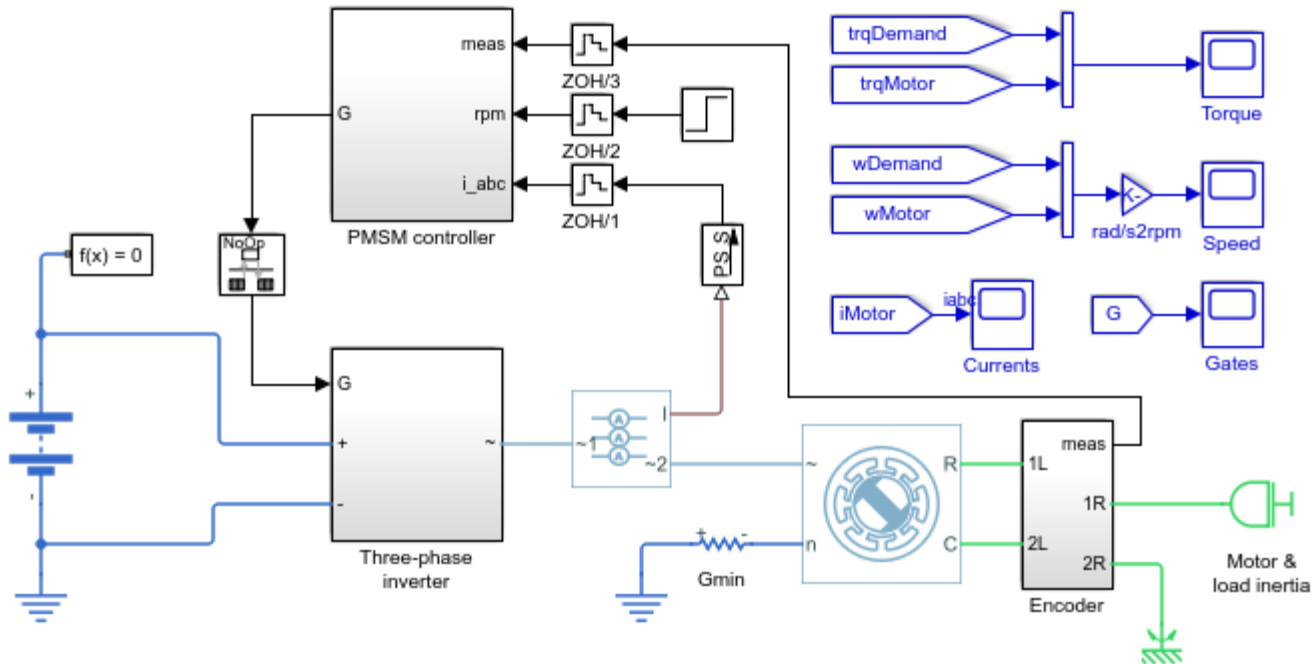 meas
ZOH/3
rpm
G
ZOH/2
i_abc
ZOH/1
PMSM controller
NoOp
f(x) = 0
PS S
trqDemand
trqMotor
Torque
wDemand
wMotor
K-
rad/s2rpm
Speed
iMotor
iabc
Currents
G
Gates
+
-
G
+
-
~
Three-phase
inverter
A
A
A
I
~1
~2
+
-
Gmin
~
n
R
C
meas
1L
1R
2L
2R
Encoder
Motor &
load inertia